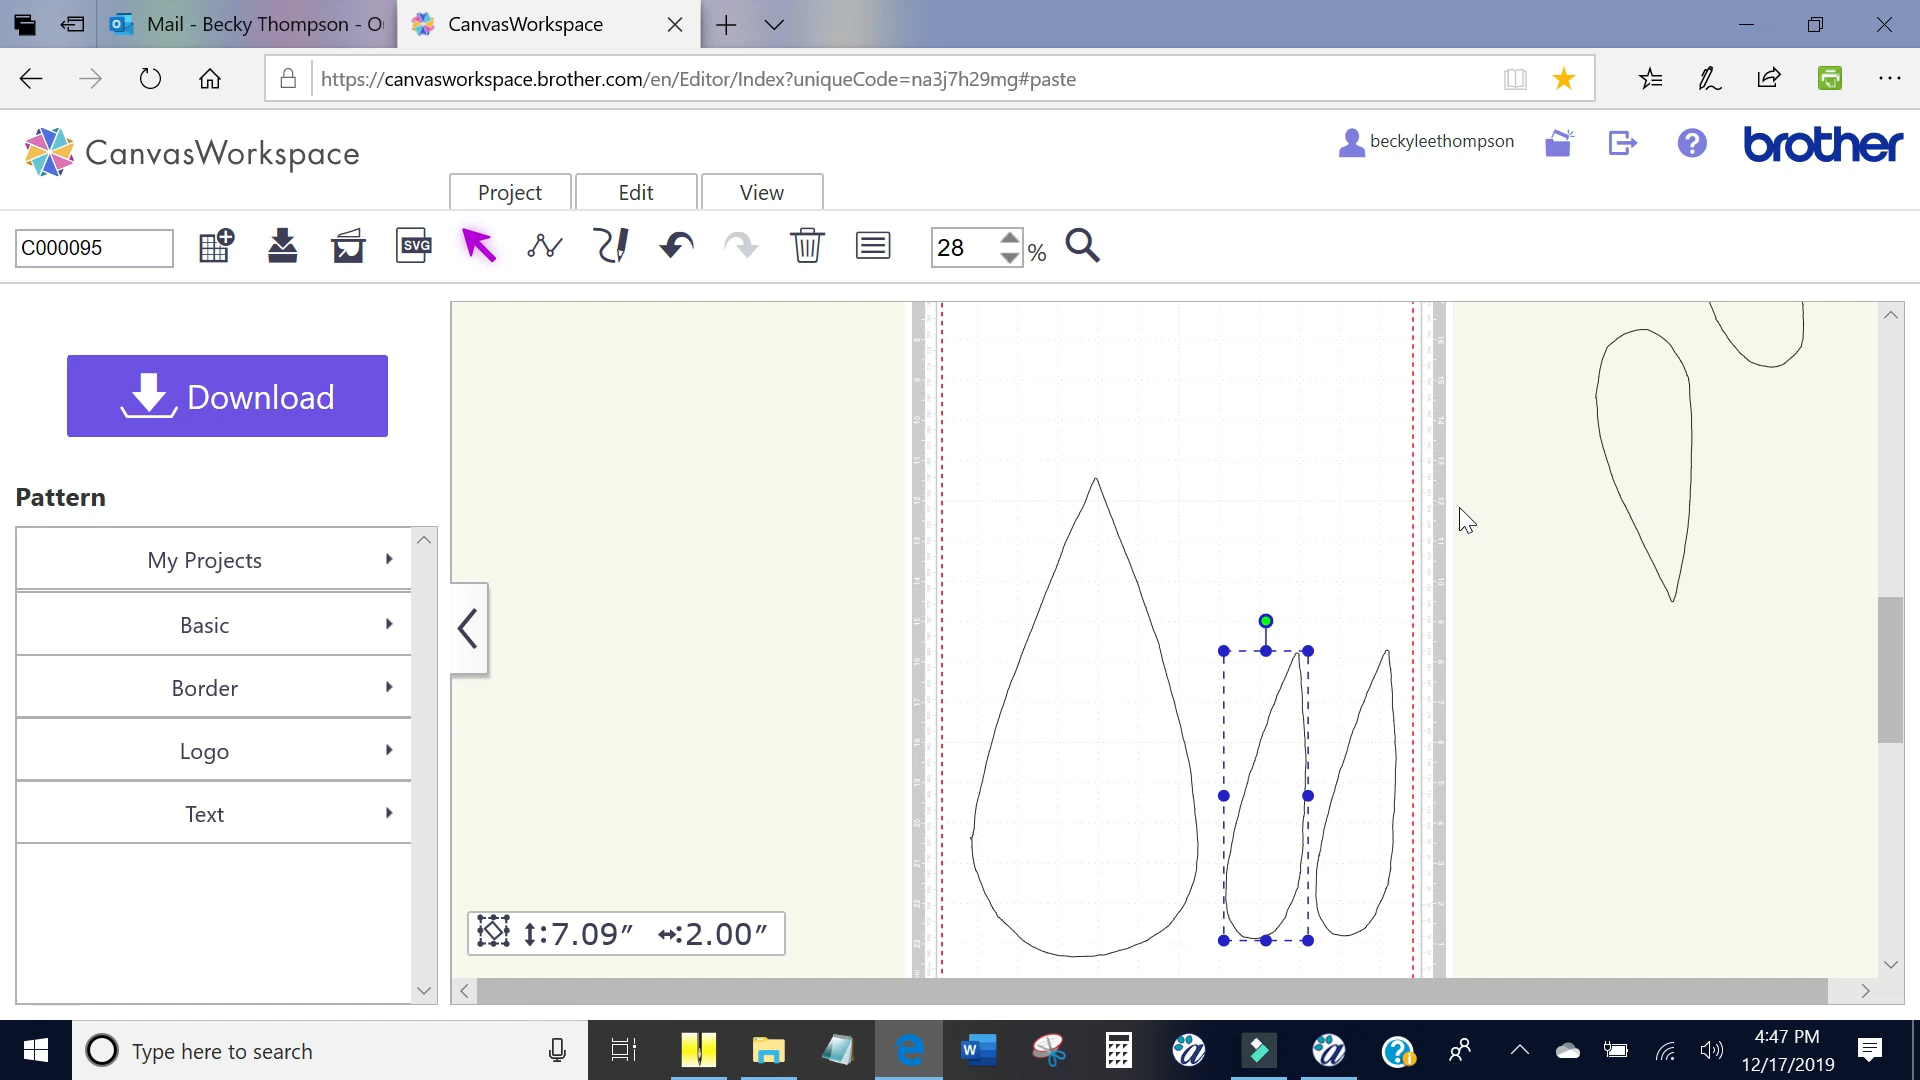 Mail - Becky Thompson - O
CanvasWorkspace
https://canvasworkspace.brother.com/en/Editor/Index?uniqueCode=na3j7h29mg#paste
CanvasWorkspace
beckyleethompson
brother
Project
Edit
View
C000095
SVG
28
%
Download
Pattern
My Projects
Basic
Border
Logo
Text
:7.09″ :2.00″
Type here to search
4:47 PM
12/17/2019